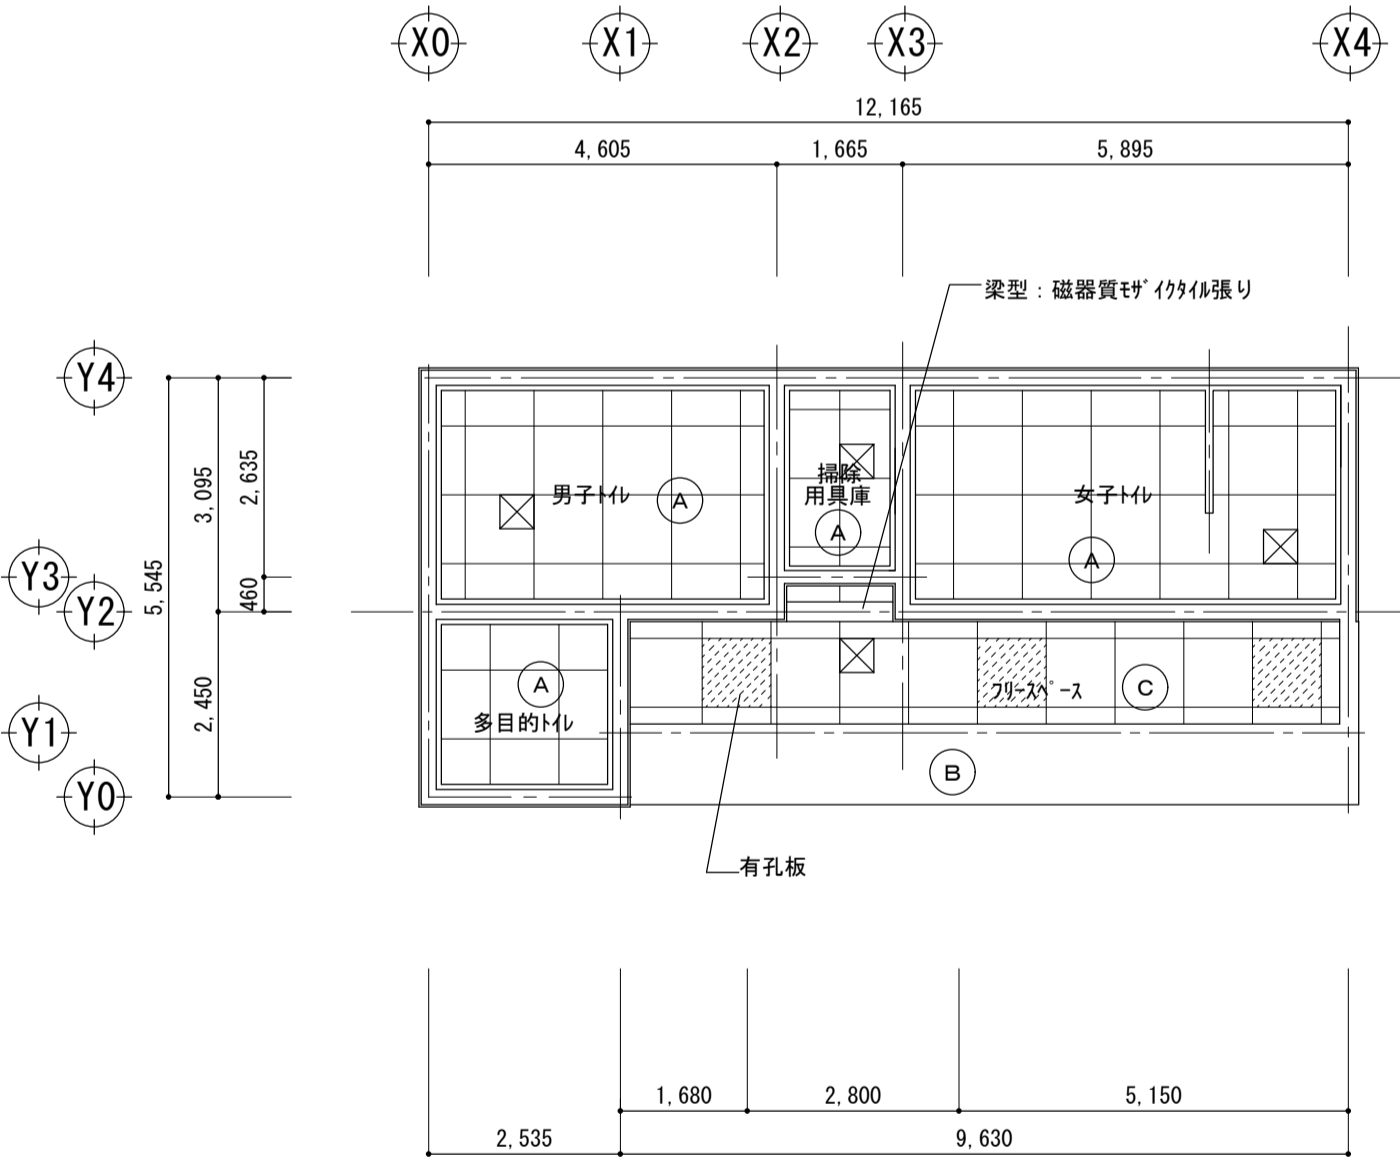 X0 X1 X2 X3 X4
12,165
4,605 1,665 5,895
梁型：磁器質ﾓｻﾞｲｸﾀｲﾙ張り
Y4
Y3
Y2
Y1
Y0
5,545
3,095
2,450
2,635
460
男子ﾄｲﾚ
A
掃除
用具庫
A
女子ﾄｲﾚ
A
A
多目的ﾄｲﾚ
ﾌﾘｰｽﾍﾟｰｽ
C
B
有孔板
1,680 2,800 5,150
2,535 9,630